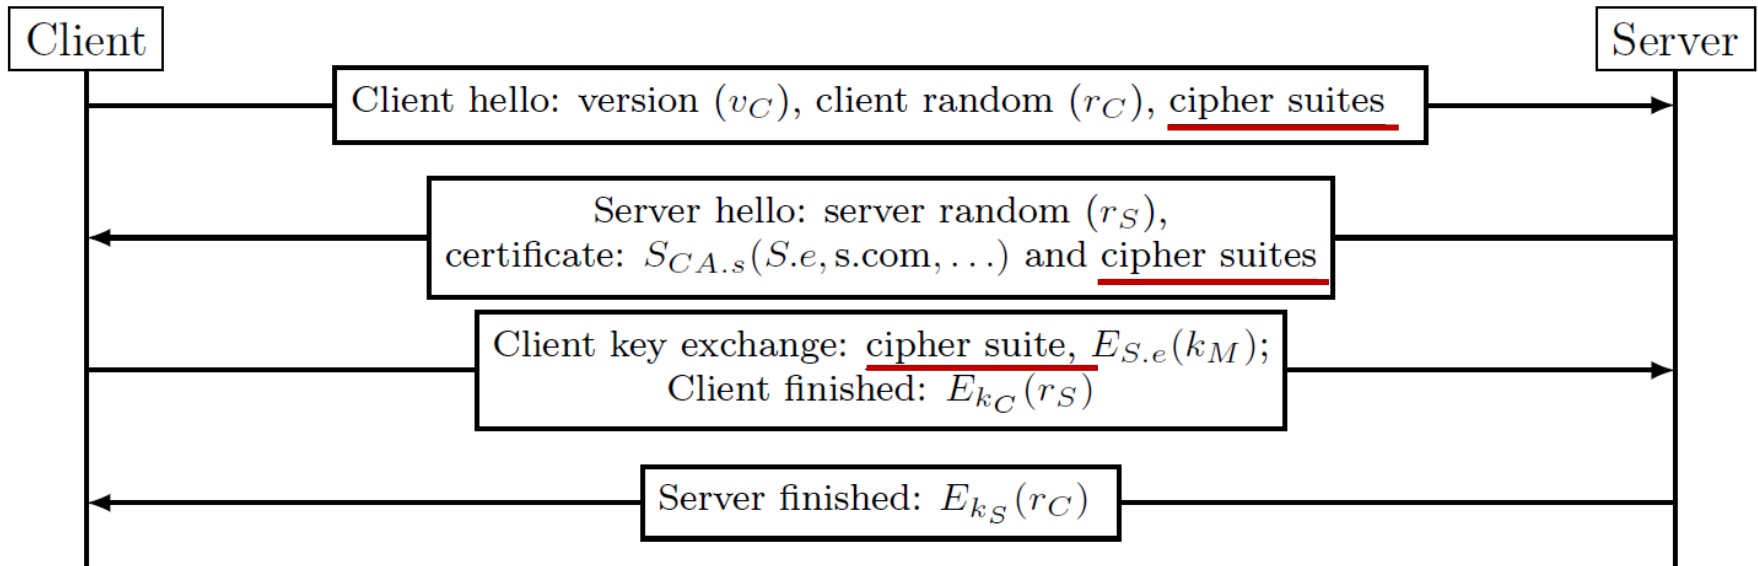 Client
Server
Client hello: version (v_C), client random (r_C), cipher suites
Server hello: server random (r_S),
certificate: S_{CA.s}(S.e, s.com, ...) and cipher suites
Client key exchange: cipher suite, E_{S.e}(k_M);
Client finished: E_{k_C}(r_S)
Server finished: E_{k_S}(r_C)